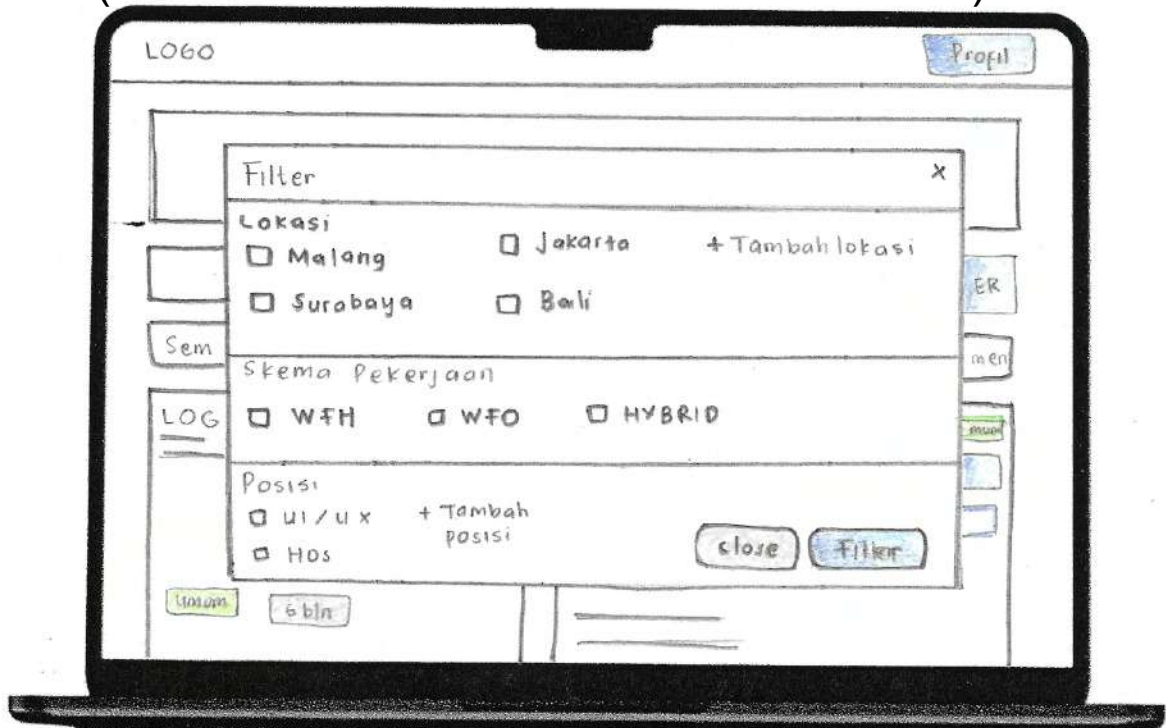 LOGO
Profil
Filter x
Lokasi
Malang Jakarta + Tambah lokasi
Surabaya Bali
ER
Sem
men
Skema Pekerjaan
WFH WFO HYBRID
LOG
Posisi
UI/UX + Tambah
posisi
HOS
close Filter
Umum 6 bln